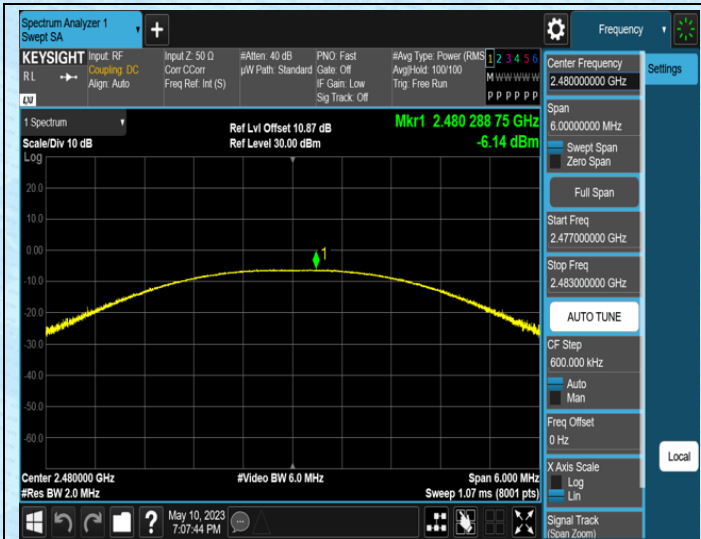 Spectrum Analyzer 1
Swept SA
Frequency
KEYSIGHT
RL
LXI
Input: RF
Coupling: DC
Align: Auto
Input Z: 50 Ω
Corr CCorr
Freq Ref: Int (S)
#Atten: 40 dB
µW Path: Standard
PNO: Fast
Gate: Off
IF Gain: Low
Sig Track: Off
#Avg Type: Power (RMS
Avg|Hold: 100/100
Trig: Free Run
1 2 3 4 5 6
M W W W W W
P P P P P P
1 Spectrum
Scale/Div 10 dB
Ref Lvl Offset 10.87 dB
Ref Level 30.00 dBm
Mkr1 2.480 288 75 GHz
-6.14 dBm
Log
20.0
10.0
0.00
-10.0
-20.0
-30.0
-40.0
-50.0
-60.0
1
Center 2.480000 GHz
#Res BW 2.0 MHz
#Video BW 6.0 MHz
Span 6.000 MHz
Sweep 1.07 ms (8001 pts)
?
May 10, 2023
7:07:44 PM
Center Frequency
2.480000000 GHz
Span
6.00000000 MHz
Swept Span
Zero Span
Full Span
Start Freq
2.477000000 GHz
Stop Freq
2.483000000 GHz
AUTO TUNE
CF Step
600.000 kHz
Auto
Man
Freq Offset
0 Hz
X Axis Scale
Log
Lin
Signal Track
(Span Zoom)
Settings
Local